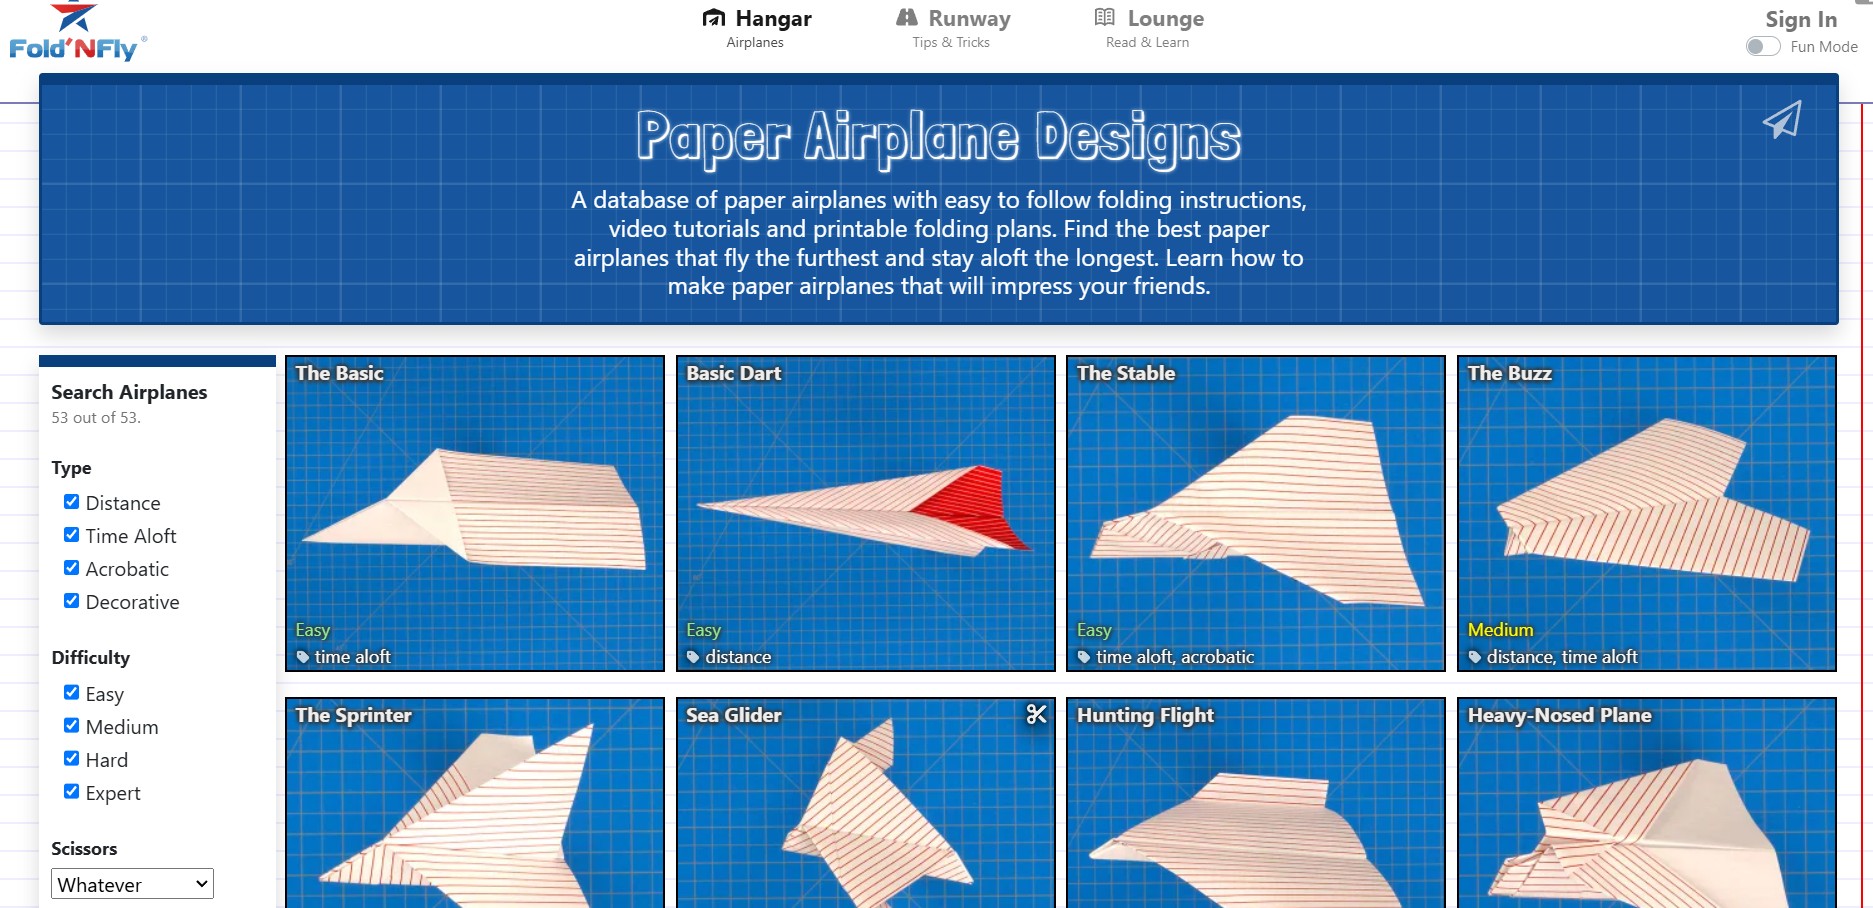 Fold'NFly®
Hangar
Airplanes
Runway
Tips & Tricks
Lounge
Read & Learn
Sign In
Fun Mode
Paper Airplane Designs
A database of paper airplanes with easy to follow folding instructions,
video tutorials and printable folding plans. Find the best paper
airplanes that fly the furthest and stay aloft the longest. Learn how to
make paper airplanes that will impress your friends.
Search Airplanes
53 out of 53.
Type
Distance
Time Aloft
Acrobatic
Decorative
Difficulty
Easy
Medium
Hard
Expert
Scissors
Whatever
The Basic
Easy
time aloft
Basic Dart
Easy
distance
The Stable
Easy
time aloft, acrobatic
The Buzz
Medium
distance, time aloft
The Sprinter
Sea Glider
Hunting Flight
Heavy-Nosed Plane